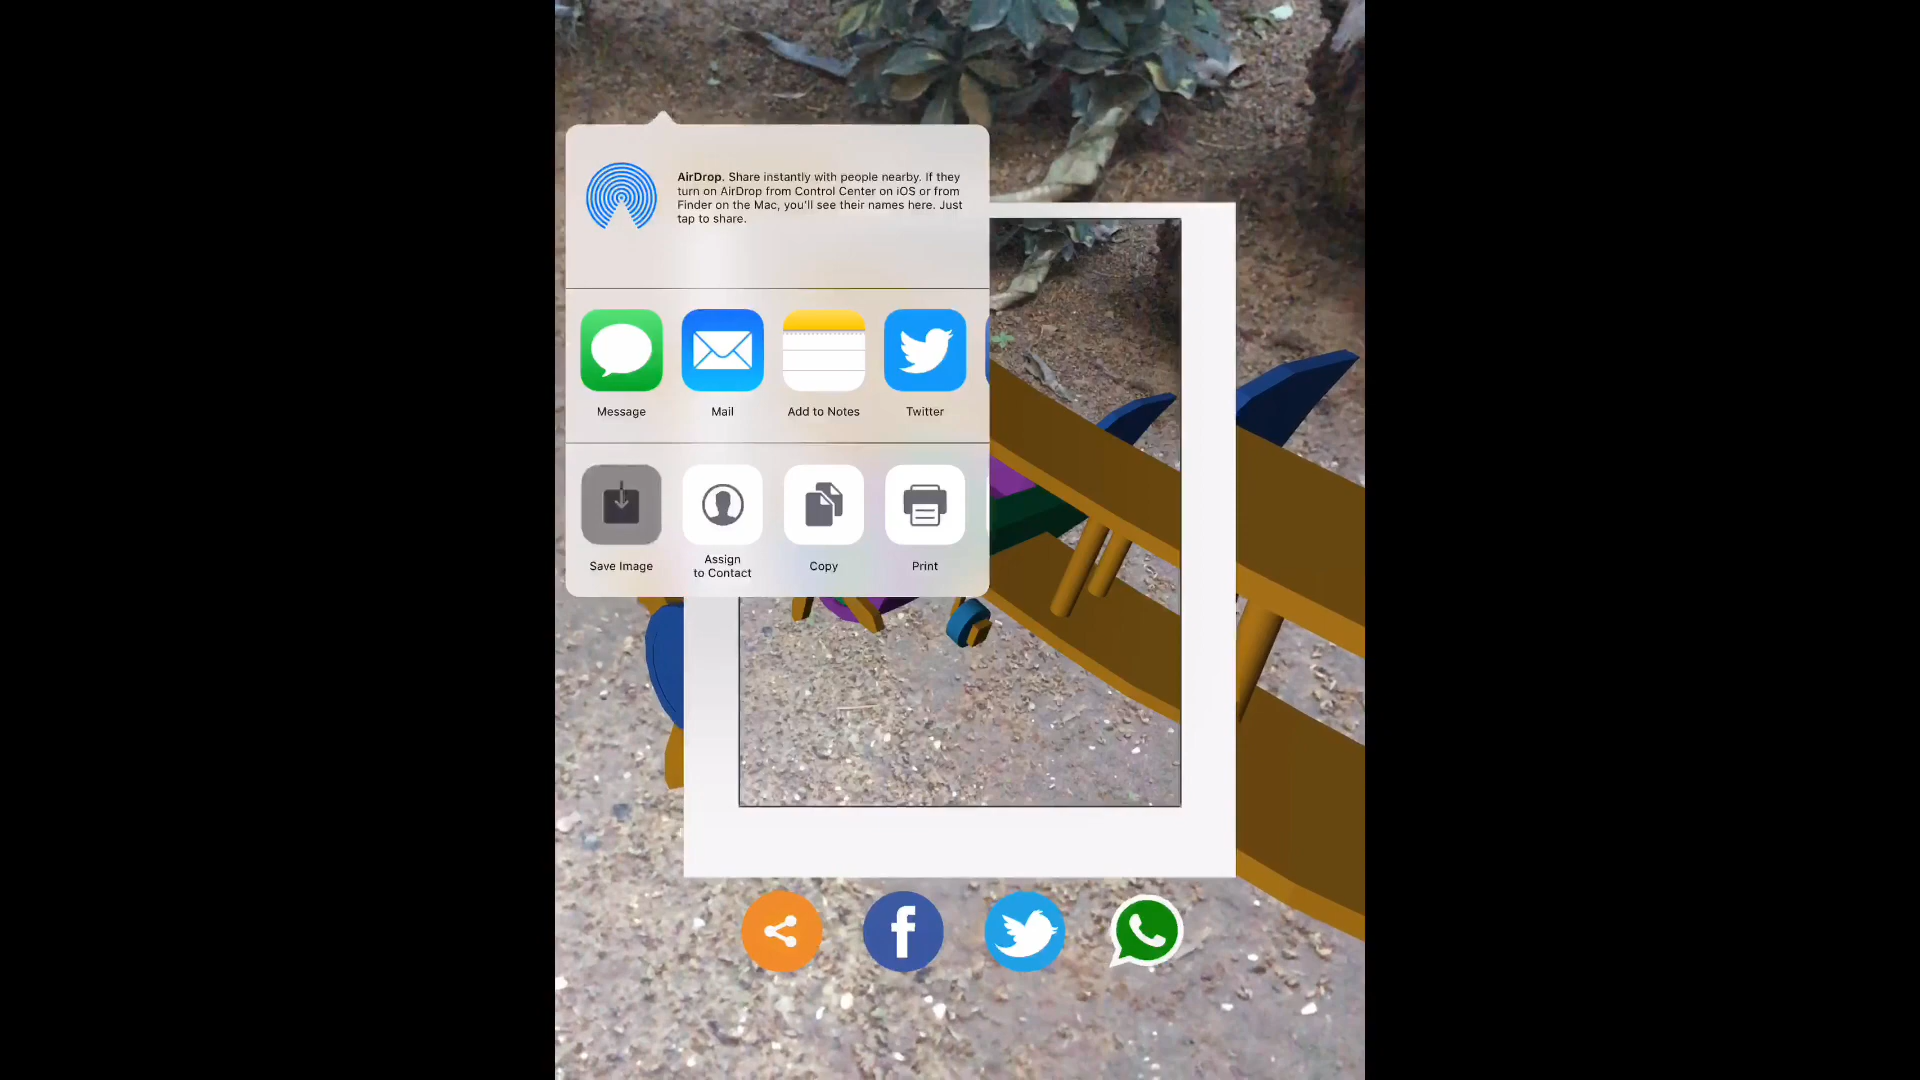 AirDrop. Share instantly with people nearby. If they
turn on AirDrop from Control Center on iOS or from
Finder on the Mac, you'll see their names here. Just
tap to share.
Message Mail Add to Notes Twitter
Save Image Assign to Contact Copy Print